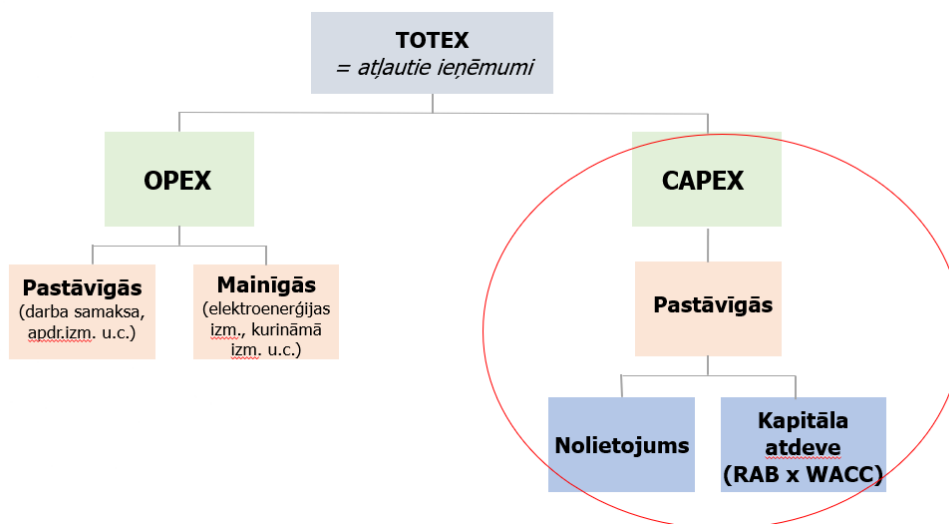 TOTEX
= atļautie ieņēmumi
OPEX
CAPEX
Pastāvīgās
(darba samaksa,
apdr.izm. u.c.)
Mainīgās
(elektroenerģijas
izm., kurināmā
izm. u.c.)
Pastāvīgās
Nolietojums
Kapitāla
atdeve
(RAB x WACC)